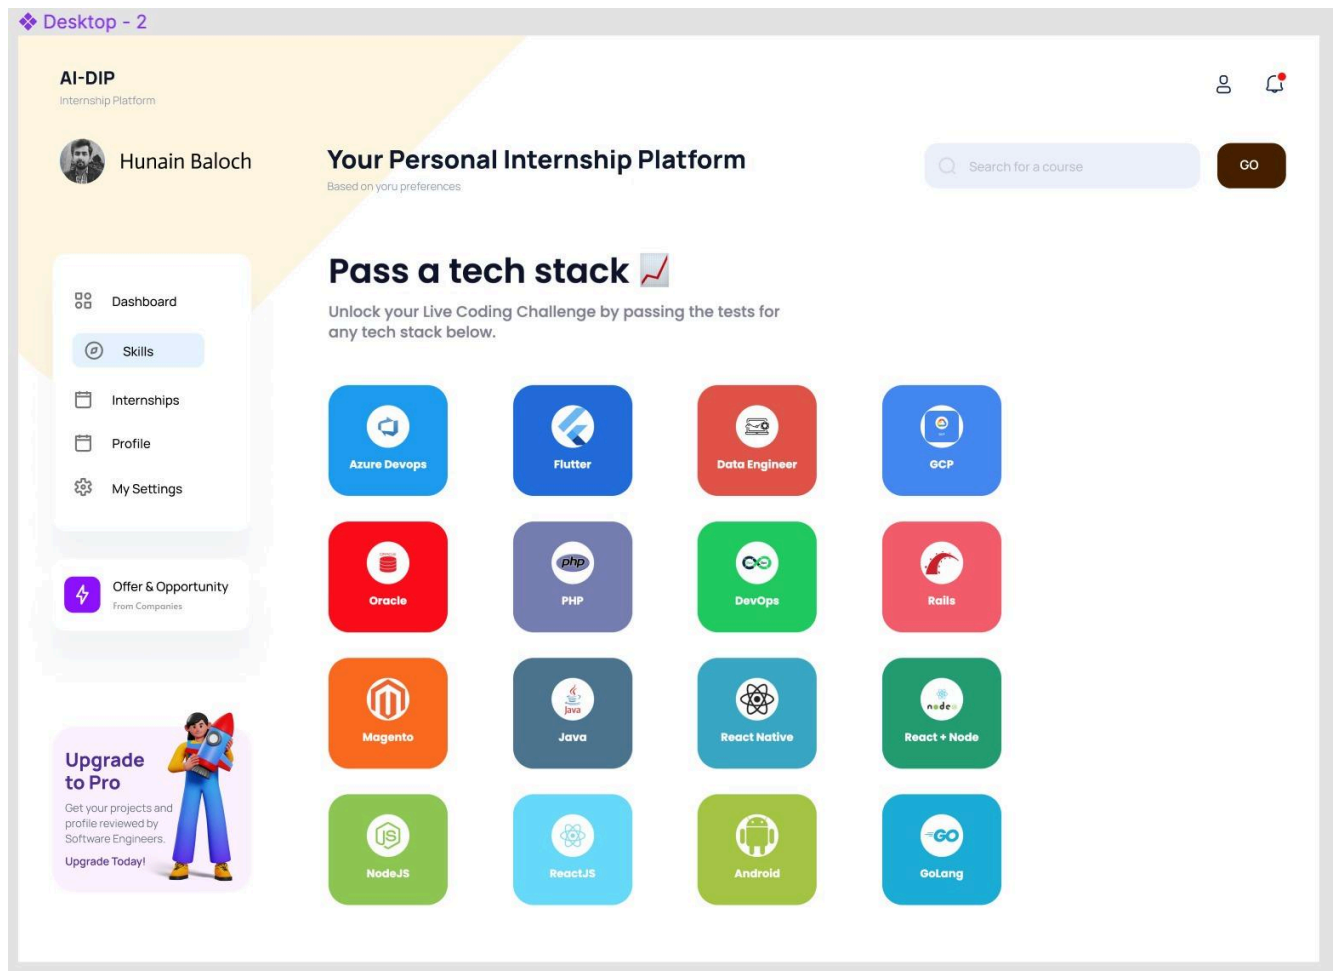 Desktop - 2
AI-DIP
Internship Platform
Hunain Baloch
Your Personal Internship Platform
Based on yoru preferences
Search for a course
GO
Dashboard
Skills
Internships
Profile
My Settings
Offer & Opportunity
From Companies
Upgrade
to Pro
Get your projects and
profile reviewed by
Software Engineers.
Upgrade Today!
Pass a tech stack
Unlock your Live Coding Challenge by passing the tests for
any tech stack below.
Azure Devops
Flutter
Data Engineer
GCP
Oracle
php
PHP
DevOps
Rails
Magento
Java
Java
React Native
node
React + Node
JS
NodeJS
ReactJS
Android
GO
GoLang